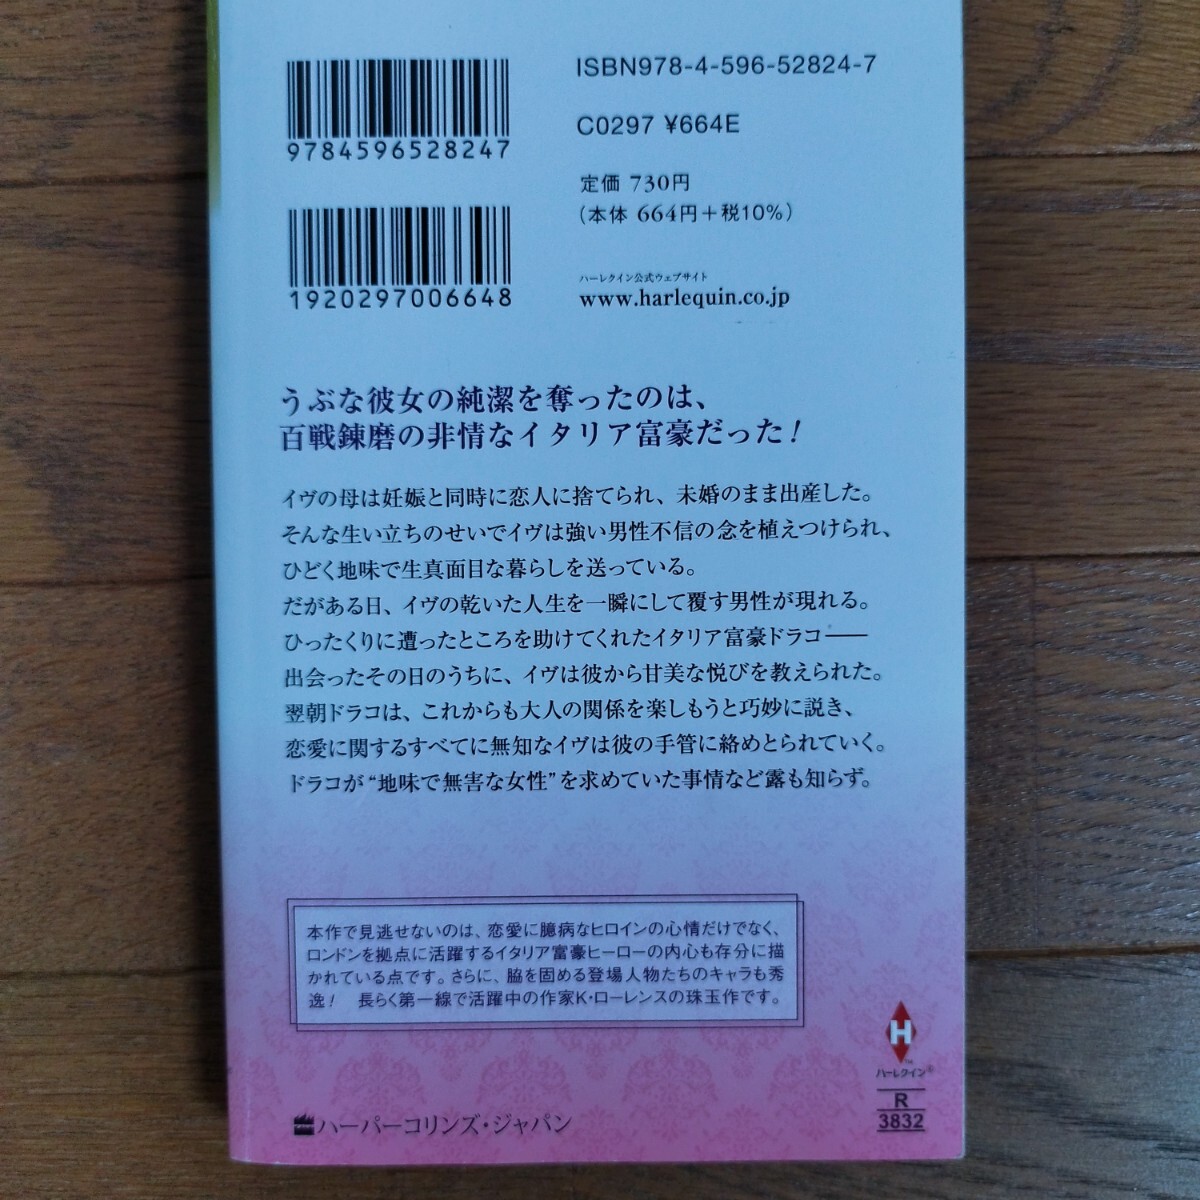 ISBN978-4-596-52824-7
9784596528247
C0297 ¥664E
定価 730円
(本体 664円+税10%)
1920297006648
ハーレクイン公式ウェブサイト
www.harlequin.co.jp
うぶな彼女の純潔を奪ったのは、
百戦錬磨の非情なイタリア富豪だった!
イヴの母は妊娠と同時に恋人に捨てられ、未婚のまま出産した。
そんな生い立ちのせいでイヴは強い男性不信の念を植えつけられ、
ひどく地味で生真面目な暮らしを送っている。
だがある日、イヴの乾いた人生を一瞬にして覆す男性が現れる。
ひったくりに遭ったところを助けてくれたイタリア富豪ドラコ――
出会ったその日のうちに、イヴは彼から甘美な悦びを教えられた。
翌朝ドラコは、これからも大人の関係を楽しもうと巧妙に説き、
恋愛に関するすべてに無知なイヴは彼の手管に絡めとられていく。
ドラコが“地味で無害な女性”を求めていた事情など露も知らず。
本作で見逃せないのは、恋愛に臆病なヒロインの心情だけでなく、
ロンドンを拠点に活躍するイタリア富豪ヒーローの内心も存分に描
かれている点です。さらに、脇を固める登場人物たちのキャラも秀
逸! 長らく第一線で活躍中の作家K・ローレンスの珠玉作です。
H
™
ハーレクイン®
R
3832
ハーパーコリンズ・ジャパン